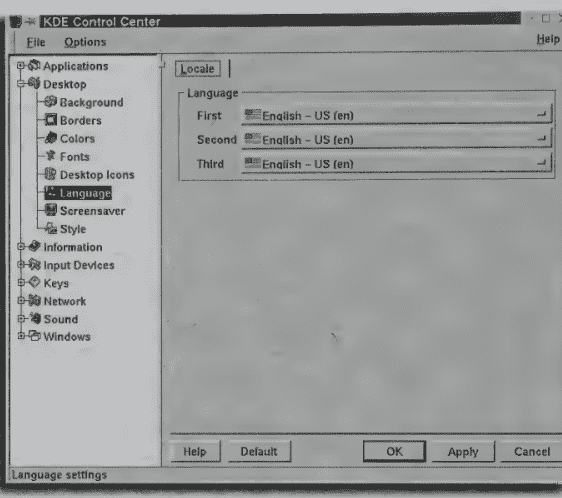 KDE Control Center
File Options Help
Applications
Desktop
Background
Borders
Colors
Fonts
Desktop Icons
Language
Screensaver
Style
Information
Input Devices
Keys
Network
Sound
Windows
Locale
Language
First English - US (en)
Second English - US (en)
Third English - US (en)
Help Default OK Apply Cancel
Language settings